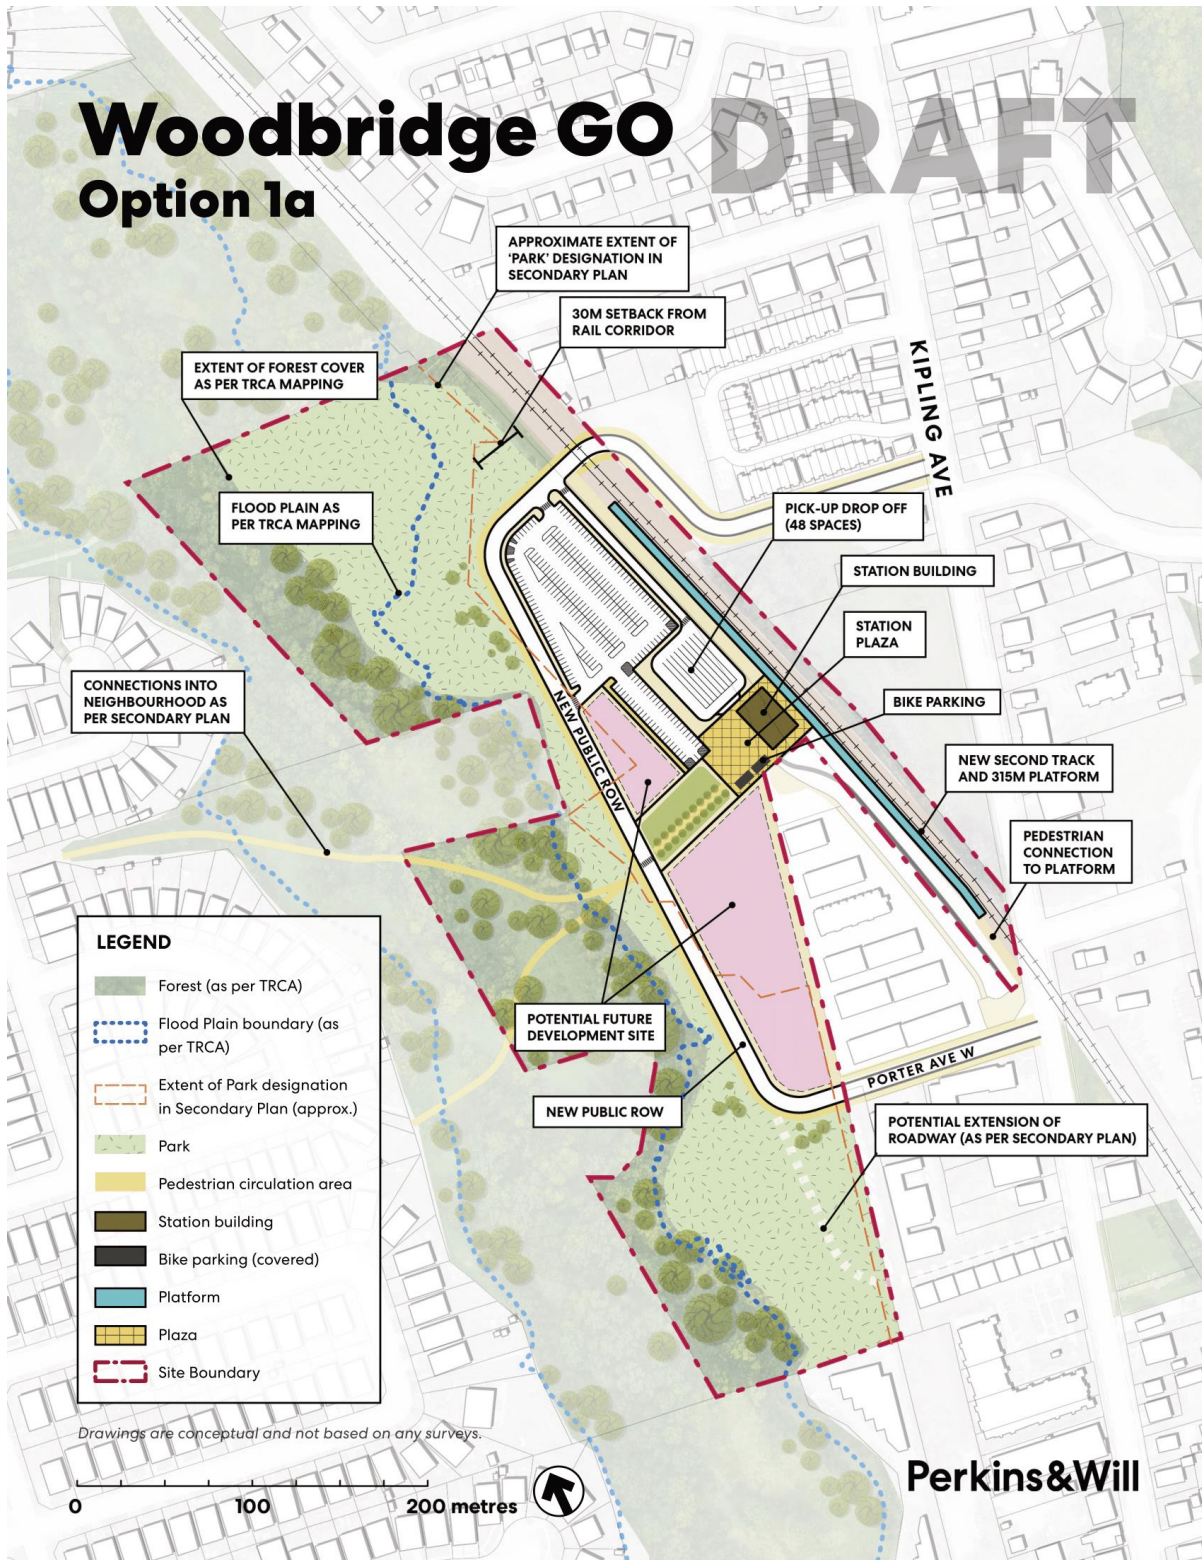 Woodbridge GO DRAFT
Option 1a
APPROXIMATE EXTENT OF
‘PARK’ DESIGNATION IN
SECONDARY PLAN
30M SETBACK FROM
RAIL CORRIDOR
KIPLING AVE
EXTENT OF FOREST COVER
AS PER TRCA MAPPING
FLOOD PLAIN AS
PER TRCA MAPPING
PICK-UP DROP OFF
(48 SPACES)
STATION BUILDING
STATION
PLAZA
CONNECTIONS INTO
NEIGHBOURHOOD AS
PER SECONDARY PLAN
BIKE PARKING
NEW PUBLIC ROW
NEW SECOND TRACK
AND 315M PLATFORM
PEDESTRIAN
CONNECTION
TO PLATFORM
POTENTIAL FUTURE
DEVELOPMENT SITE
PORTER AVE W
NEW PUBLIC ROW
POTENTIAL EXTENSION OF
ROADWAY (AS PER SECONDARY PLAN)
LEGEND
Forest (as per TRCA)
Flood Plain boundary (as
per TRCA)
Extent of Park designation
in Secondary Plan (approx.)
Park
Pedestrian circulation area
Station building
Bike parking (covered)
Platform
Plaza
Site Boundary
Drawings are conceptual and not based on any surveys.
0 100 200 metres
Perkins&Will